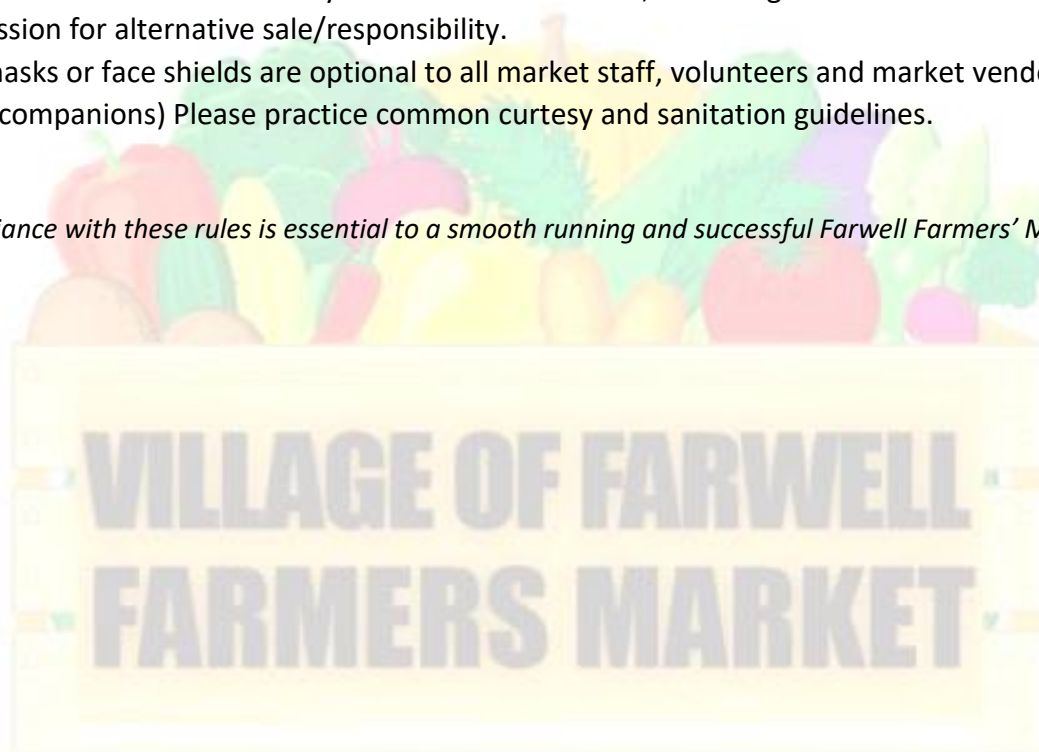 ssion for alternative sale/responsibility.
asks or face shields are optional to all market staff, volunteers and market
companions) Please practice common curtesy and sanitation guidelines.
ance with these rules is essential to a smooth running and successful Farwell Farmers’ M
VILLAGE OF FARWELL
FARMERS MARKET